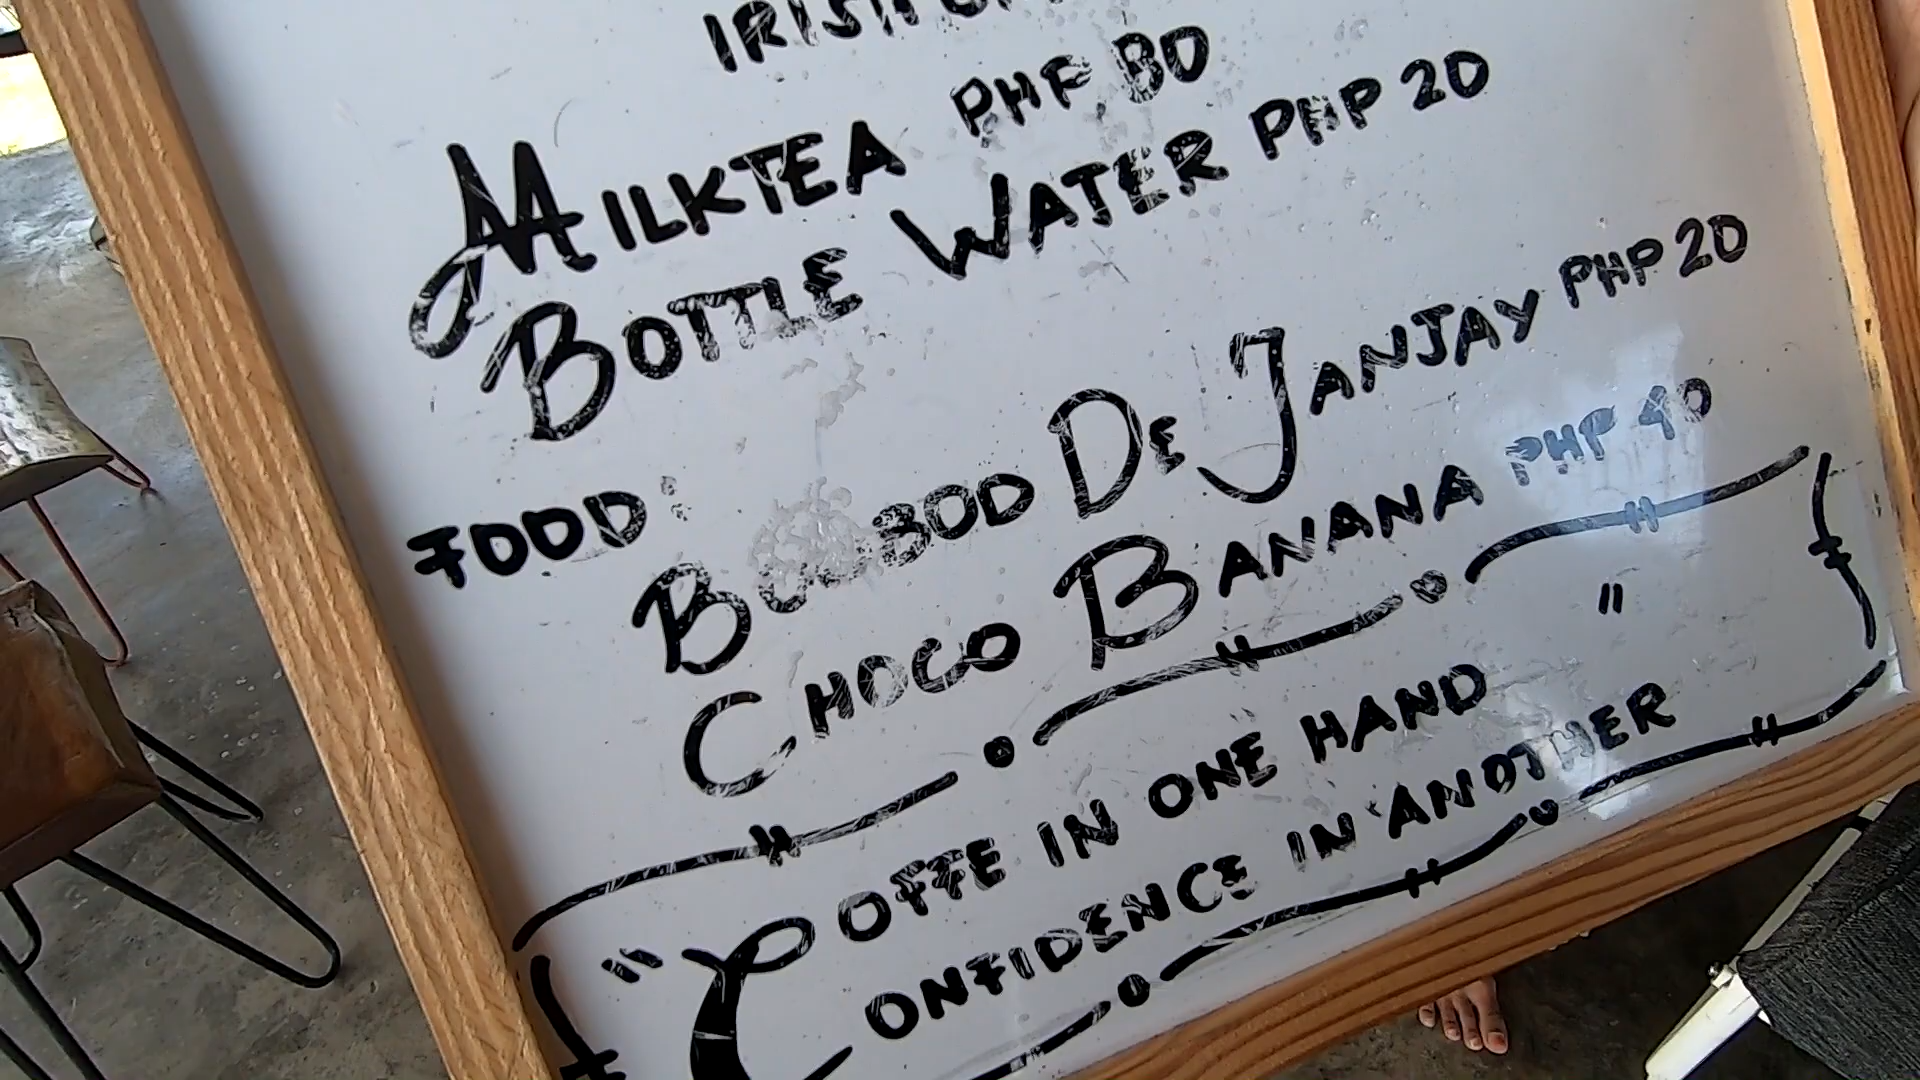 IRISH
MILKTEA PHP 80
BOTTLE WATER PHP 20
FOOD:
DE JANJAY PHP 20
CHOCO BANANA PHP 40
"COFFE IN ONE HAND "
CONFIDENCE IN ANOTHER